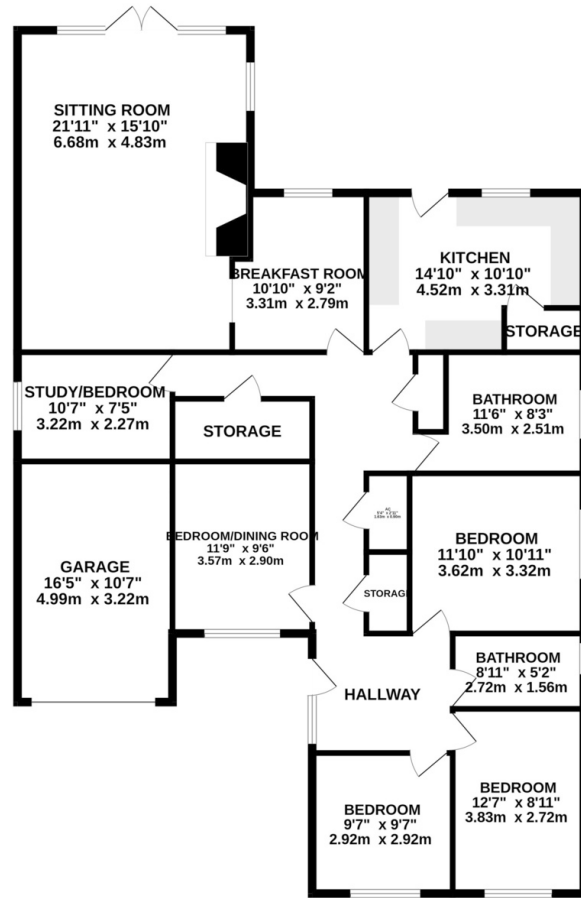 SITTING ROOM
21'11" x 15'10"
6.68m x 4.83m
BREAKFAST ROOM
10'10" x 9'2"
3.31m x 2.79m
KITCHEN
14'10" x 10'10"
4.52m x 3.31m
STORAGE
STUDY/BEDROOM
10'7" x 7'5"
3.22m x 2.27m
STORAGE
BATHROOM
11'6" x 8'3"
3.50m x 2.51m
GARAGE
16'5" x 10'7"
4.99m x 3.22m
BEDROOM/DINING ROOM
11'9" x 9'6"
3.57m x 2.90m
BEDROOM
11'10" x 10'11"
3.62m x 3.32m
STORAGE
BATHROOM
8'11" x 5'2"
2.72m x 1.56m
HALLWAY
BEDROOM
9'7" x 9'7"
2.92m x 2.92m
BEDROOM
12'7" x 8'11"
3.83m x 2.72m